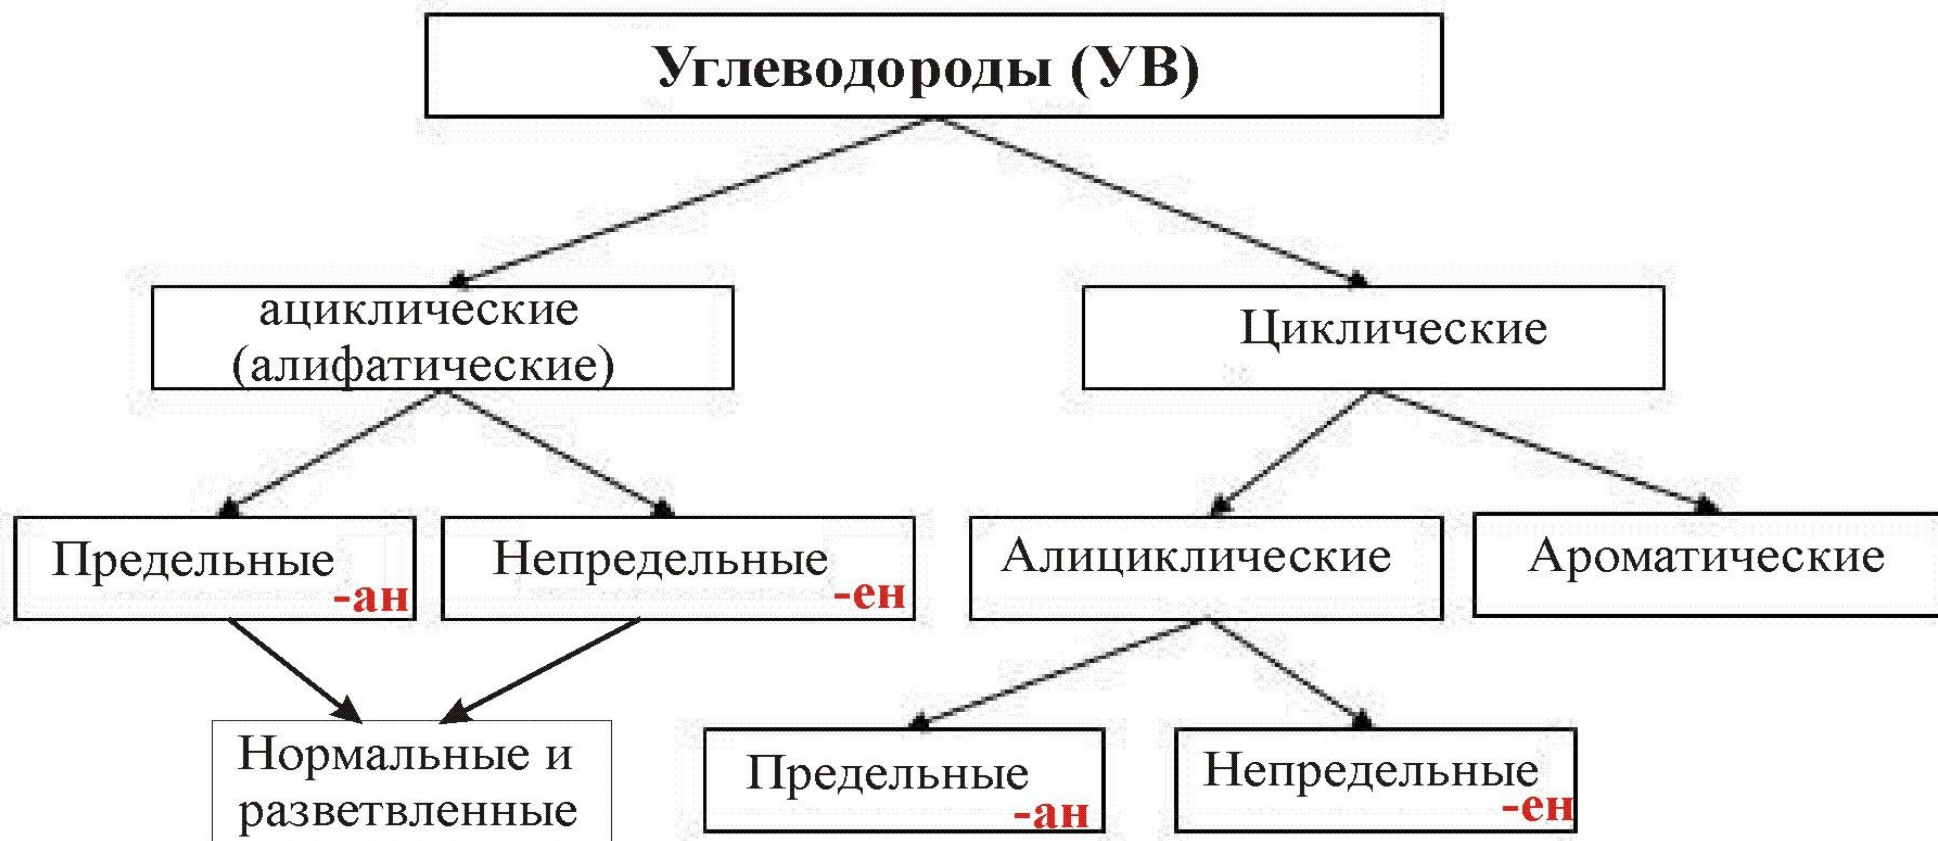 Углеводороды (УВ)
ациклические
(алифатические)
Циклические
Предельные
-ан
Непредельные
-ен
Алициклические
Ароматические
Нормальные и
разветвленные
Предельные
-ан
Непредельные
-ен